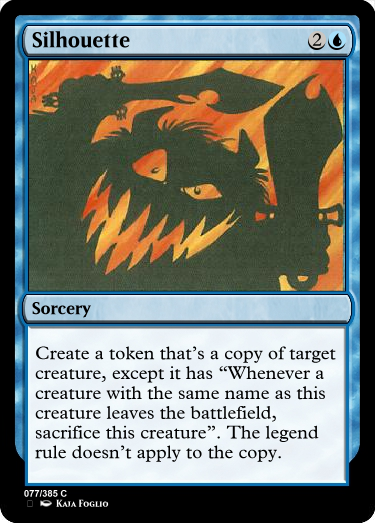 Silhouette 2
Sorcery
Create a token that's a copy of target
creature, except it has “Whenever a
creature with the same name as this
creature leaves the battlefield,
sacrifice this creature”. The legend
rule doesn't apply to the copy.
077/385 C
Kaja Foglio